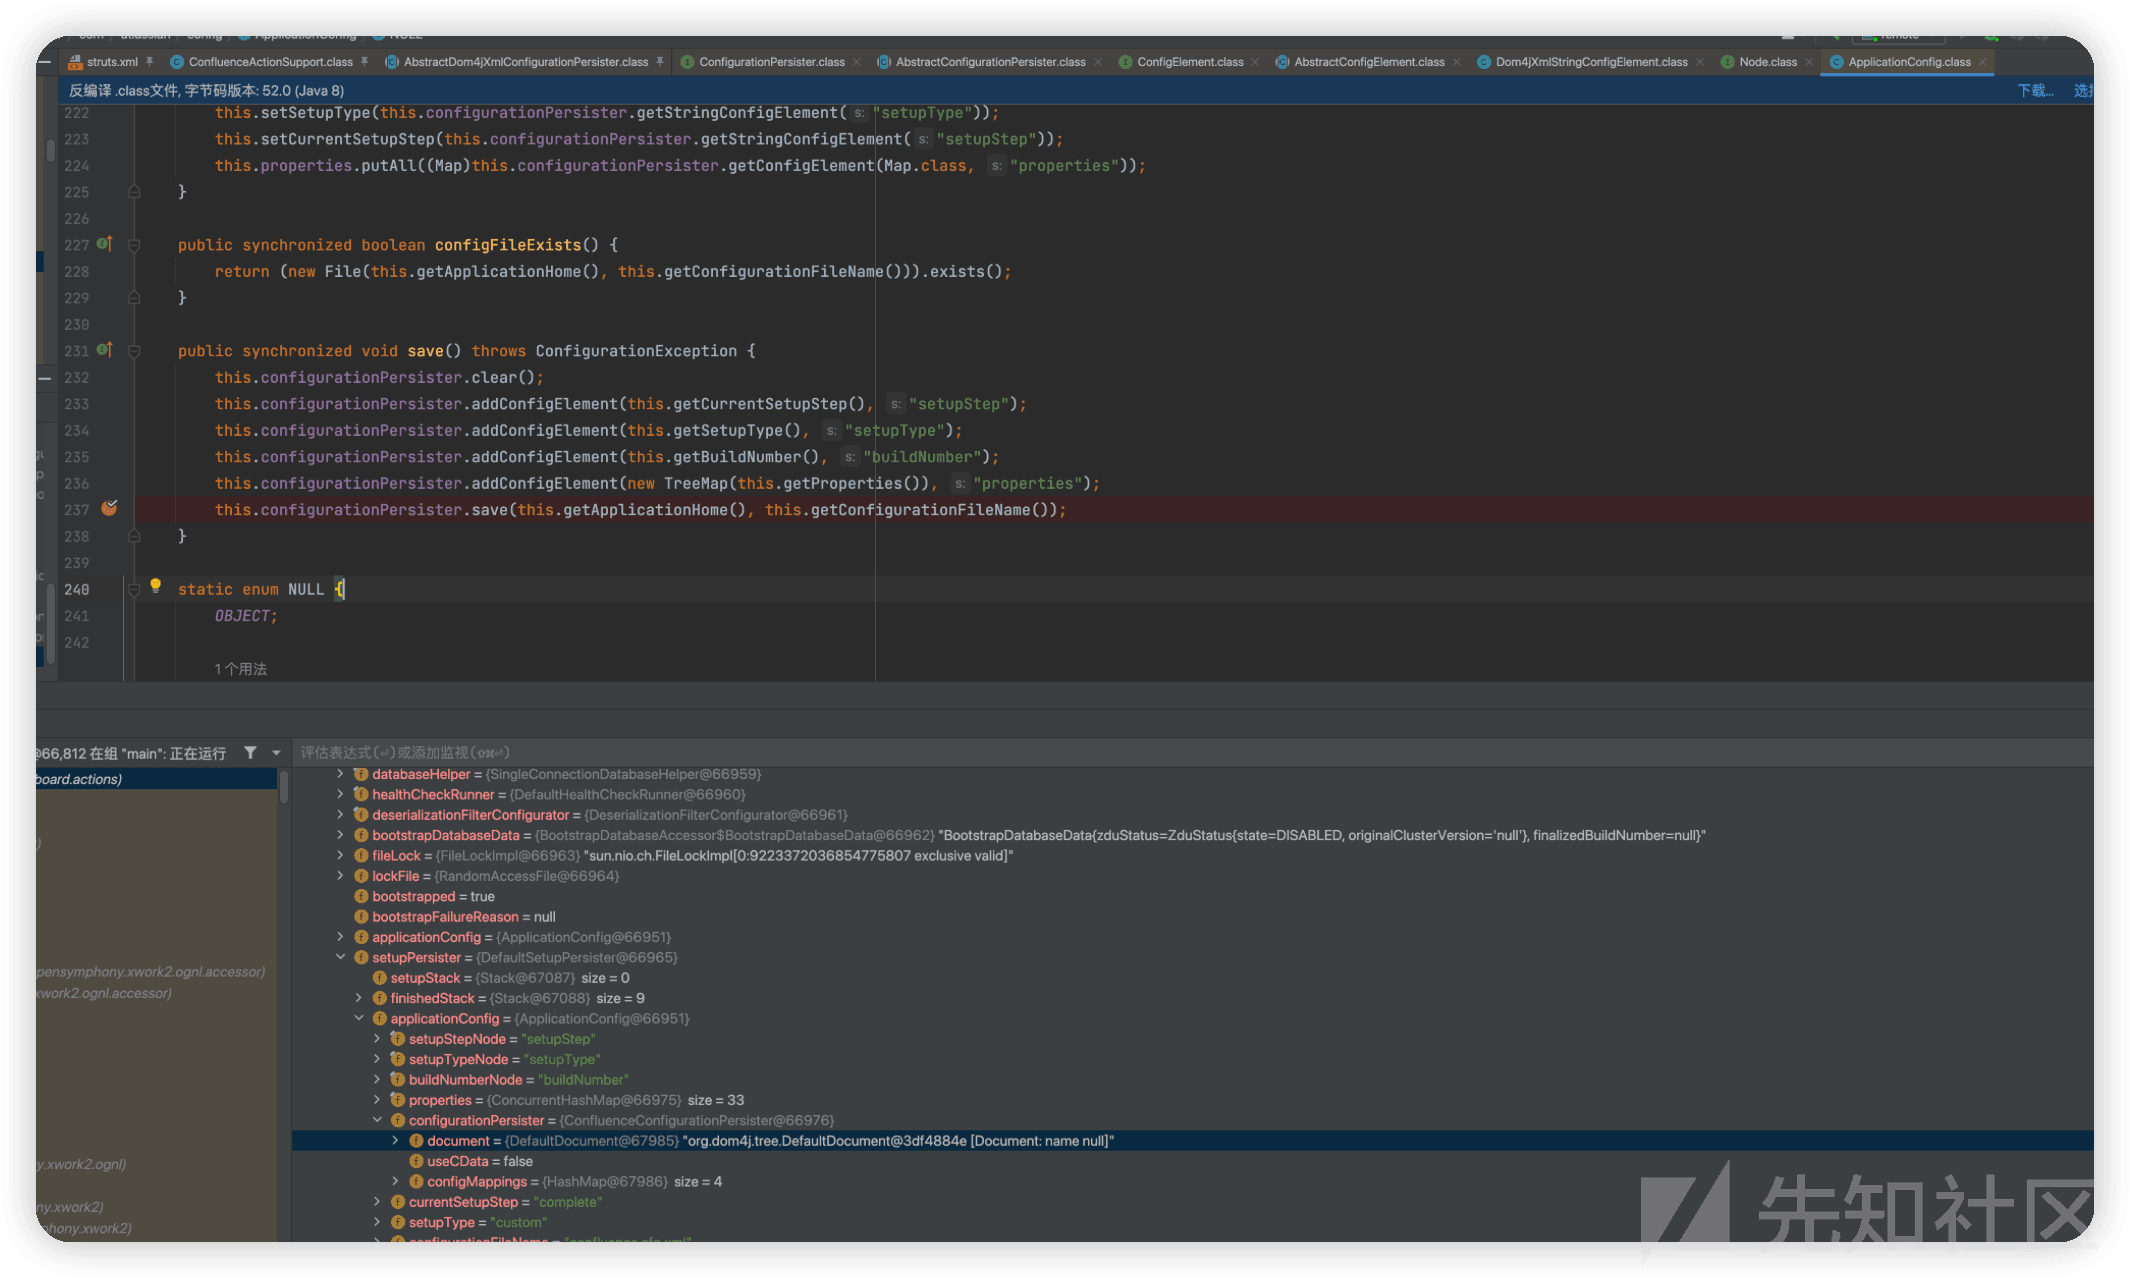 struts.xml ConfluenceActionSupport.class AbstractDom4jXmlConfigurationPersister.class ConfigurationPersister.class AbstractConfigurationPersister.class ConfigElement.class AbstractConfigElement.class Dom4jXmlStringConfigElement.class Node.class ApplicationConfig.class
反编译 .class文件, 字节码版本: 52.0 (Java 8) 下载...
222 this.setSetupType(this.configurationPersister.getStringConfigElement( s: "setupType"));
223 this.setCurrentSetupStep(this.configurationPersister.getStringConfigElement( s: "setupStep"));
224 this.properties.putAll((Map)this.configurationPersister.getConfigElement(Map.class, s: "properties"));
225 }
226
227 public synchronized boolean configFileExists() {
228 return (new File(this.getApplicationHome(), this.getConfigurationFileName())).exists();
229 }
230
231 public synchronized void save() throws ConfigurationException {
232 this.configurationPersister.clear();
233 this.configurationPersister.addConfigElement(this.getCurrentSetupStep(), s: "setupStep");
234 this.configurationPersister.addConfigElement(this.getSetupType(), s: "setupType");
235 this.configurationPersister.addConfigElement(this.getBuildNumber(), s: "buildNumber");
236 this.configurationPersister.addConfigElement(new TreeMap(this.getProperties()), s: "properties");
237 this.configurationPersister.save(this.getApplicationHome(), this.getConfigurationFileName());
238 }
239
240 static enum NULL {
241 OBJECT;
242
1 个用法
@66,812 在组 "main": 正在运行
board.actions)
pensymphony.xwork2.ognl.accessor)
xwork2.ognl.accessor)
y.xwork2.ognl)
ny.xwork2)
phony.xwork2)
评估表达式(⏎)或添加监视(⇧⌘⏎)
databaseHelper = {SingleConnectionDatabaseHelper@66959}
healthCheckRunner = {DefaultHealthCheckRunner@66960}
deserializationFilterConfigurator = {DeserializationFilterConfigurator@66961}
bootstrapDatabaseData = {BootstrapDatabaseAccessor$BootstrapDatabaseData@66962} "BootstrapDatabaseData{zduStatus=ZduStatus{state=DISABLED, originalClusterVersion='null'}, finalizedBuildNumber=null}"
fileLock = {FileLockImpl@66963} "sun.nio.ch.FileLockImpl[0:9223372036854775807 exclusive valid]"
lockFile = {RandomAccessFile@66964}
bootstrapped = true
bootstrapFailureReason = null
applicationConfig = {ApplicationConfig@66951}
setupPersister = {DefaultSetupPersister@66965}
setupStack = {Stack@67087} size = 0
finishedStack = {Stack@67088} size = 9
applicationConfig = {ApplicationConfig@66951}
setupStepNode = "setupStep"
setupTypeNode = "setupType"
buildNumberNode = "buildNumber"
properties = {ConcurrentHashMap@66975} size = 33
configurationPersister = {ConfluenceConfigurationPersister@66976}
document = {DefaultDocument@67985} "org.dom4j.tree.DefaultDocument@3df4884e [Document: name null]"
useCData = false
configMappings = {HashMap@67986} size = 4
currentSetupStep = "complete"
setupType = "custom"
先知社区